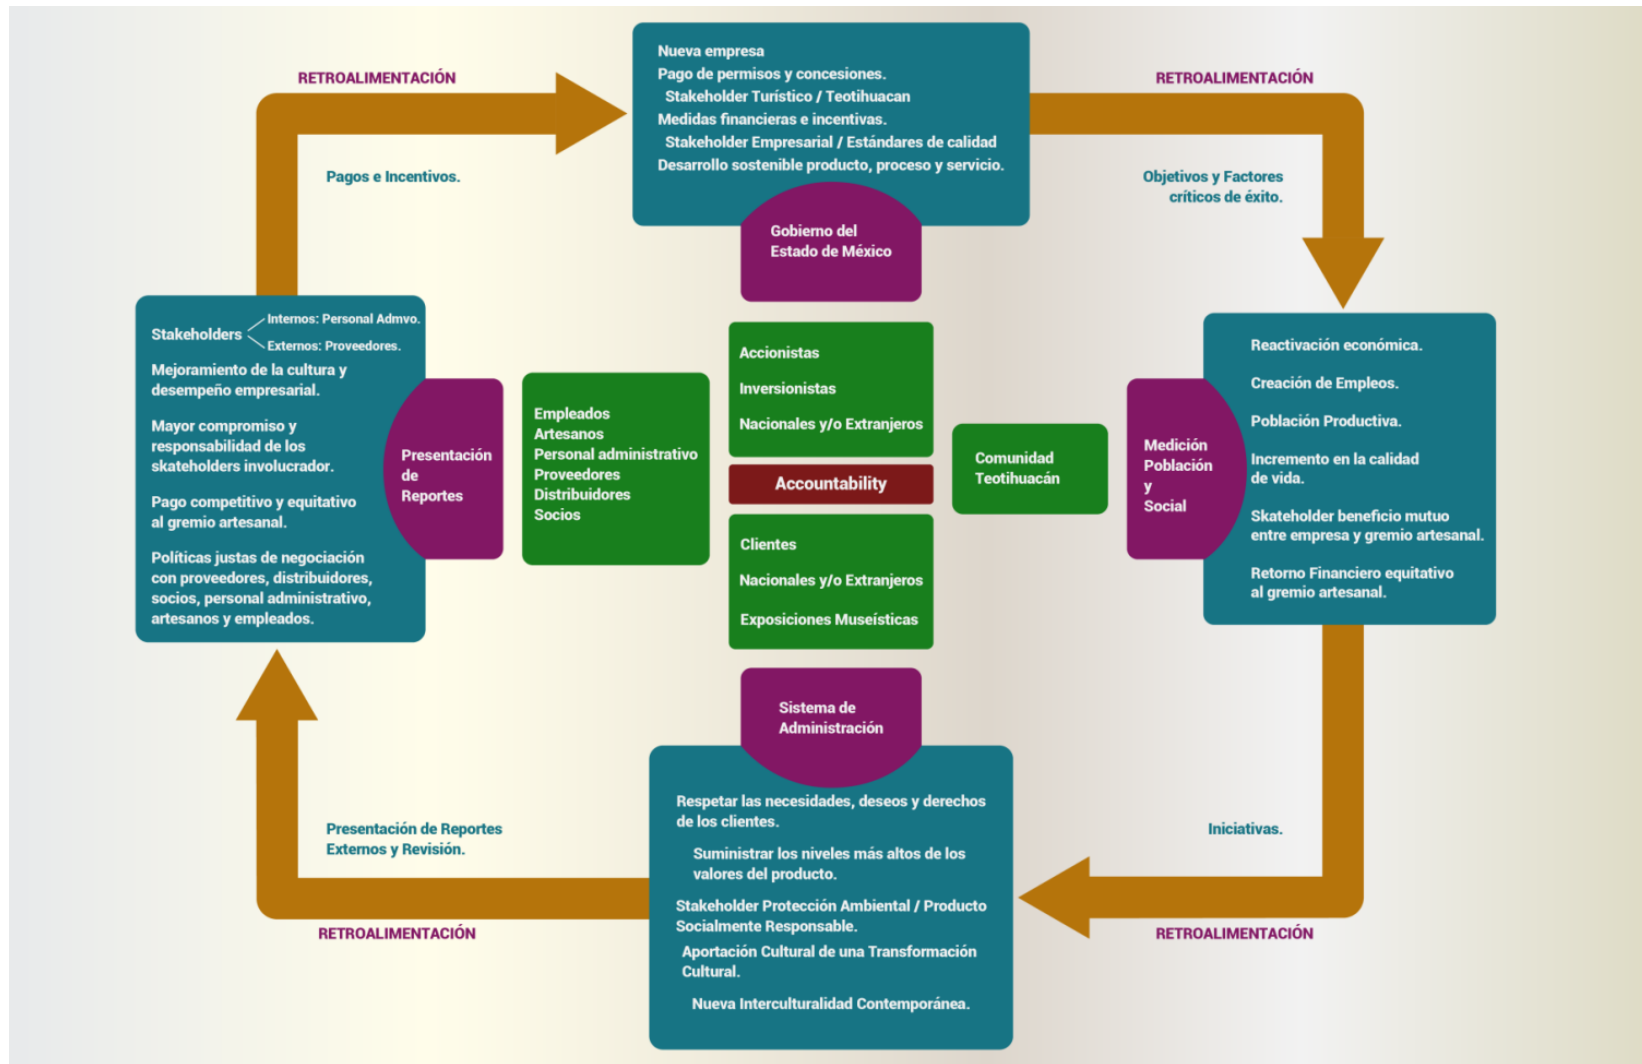 RETROALIMENTACIÓN
Pagos e Incentivos.
Nueva empresa
Pago de permisos y concesiones.
Stakeholder Turístico / Teotihuacan
Medidas financieras e incentivas.
Stakeholder Empresarial / Estándares de calidad
Desarrollo sostenible producto, proceso y servicio.
Gobierno del
Estado de México
RETROALIMENTACIÓN
Objetivos y Factores
críticos de éxito.
Stakeholders
Internos: Personal Admvo.
Externos: Proveedores.
Mejoramiento de la cultura y
desempeño empresarial.
Mayor compromiso y
responsabilidad de los
skateholders involucrador.
Pago competitivo y equitativo
al gremio artesanal.
Políticas justas de negociación
con proveedores, distribuidores,
socios, personal administrativo,
artesanos y empleados.
Presentación
de
Reportes
Empleados
Artesanos
Personal administrativo
Proveedores
Distribuidores
Socios
Accionistas
Inversionistas
Nacionales y/o Extranjeros
Accountability
Clientes
Nacionales y/o Extranjeros
Exposiciones Museísticas
Comunidad
Teotihuacán
Medición
Población
y
Social
Reactivación económica.
Creación de Empleos.
Población Productiva.
Incremento en la calidad
de vida.
Skateholder beneficio mutuo
entre empresa y gremio artesanal.
Retorno Financiero equitativo
al gremio artesanal.
Sistema de
Administración
Respetar las necesidades, deseos y derechos
de los clientes.
Suministrar los niveles más altos de los
valores del producto.
Stakeholder Protección Ambiental / Producto
Socialmente Responsable.
Aportación Cultural de una Transformación
Cultural.
Nueva Interculturalidad Contemporánea.
Presentación de Reportes
Externos y Revisión.
RETROALIMENTACIÓN
Iniciativas.
RETROALIMENTACIÓN